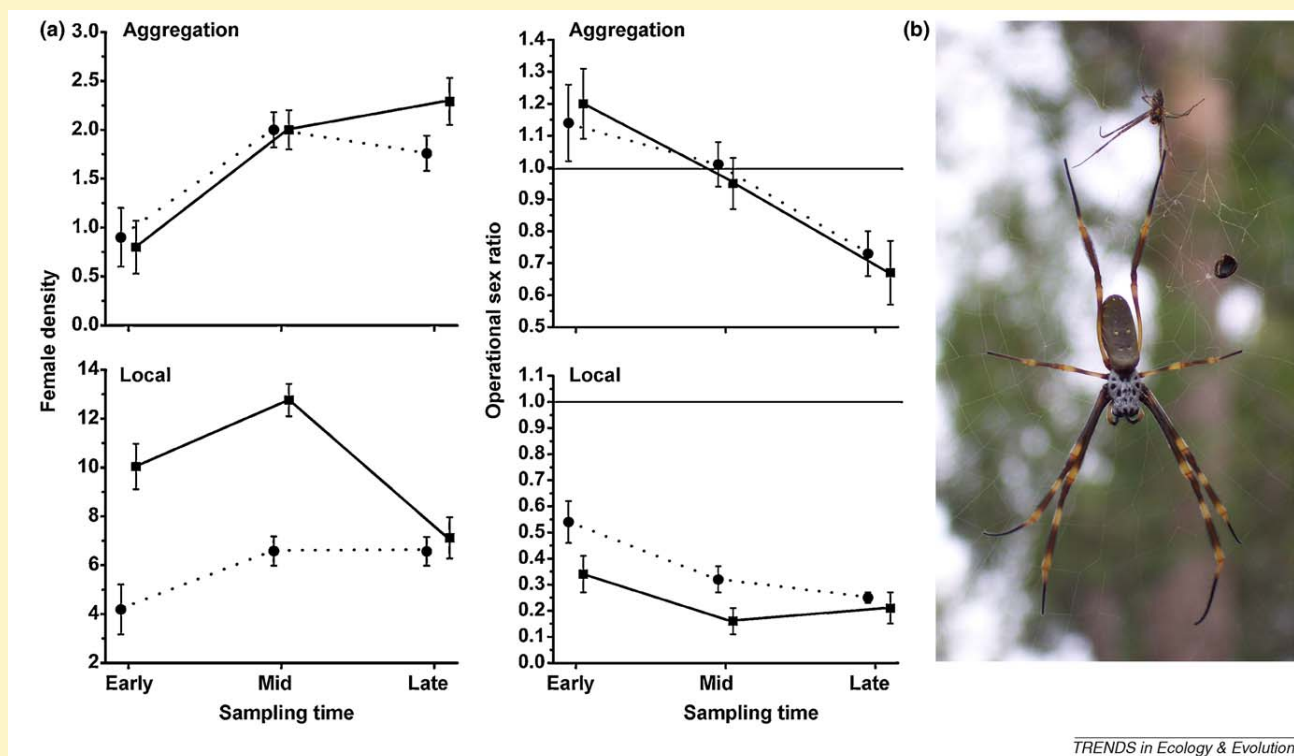 (a)
Aggregation
3.0
2.5
2.0
1.5
1.0
0.5
0.0
Female density
Local
14
12
10
8
6
4
2
Early Mid Late
Sampling time
Aggregation
1.4
1.3
1.2
1.1
1.0
0.9
0.8
0.7
0.6
0.5
Operational sex ratio
Local
1.1
1.0
0.9
0.8
0.7
0.6
0.5
0.4
0.3
0.2
0.1
0.0
Early Mid Late
Sampling time
(b)
TRENDS in Ecology & Evolution